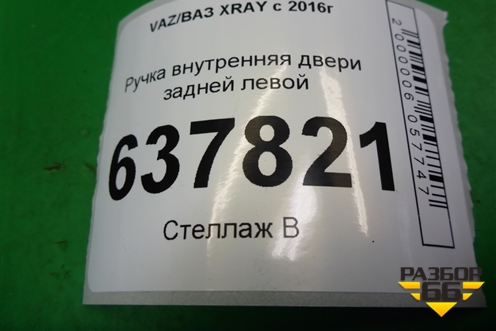 VAZ/ВАЗ XRAY с 2016г
Ручка внутренняя двери
задней левой
637821
Стеллаж В
2000006057747
РАЗБОР
66